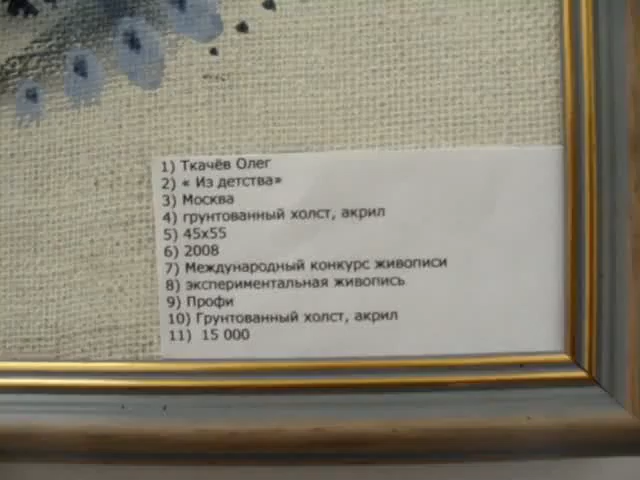 1) Ткачёв Олег
2) « Из детства»
3) Москва
4) грунтованный холст, акрил
5) 45х55
6) 2008
7) Международный конкурс живописи
8) экспериментальная живопись
9) Профи
10) Грунтованный холст, акрил
11) 15 000